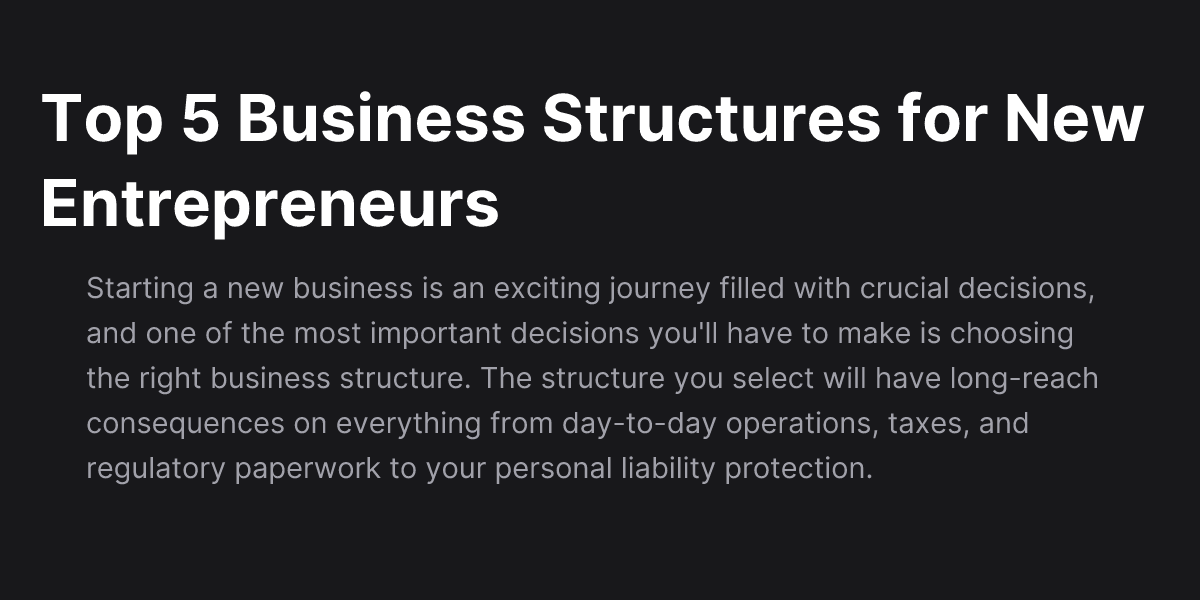 Top 5 Business Structures for New
Entrepreneurs
Starting a new business is an exciting journey filled with crucial decisions,
and one of the most important decisions you'll have to make is choosing
the right business structure. The structure you select will have long-reach
consequences on everything from day-to-day operations, taxes, and
regulatory paperwork to your personal liability protection.